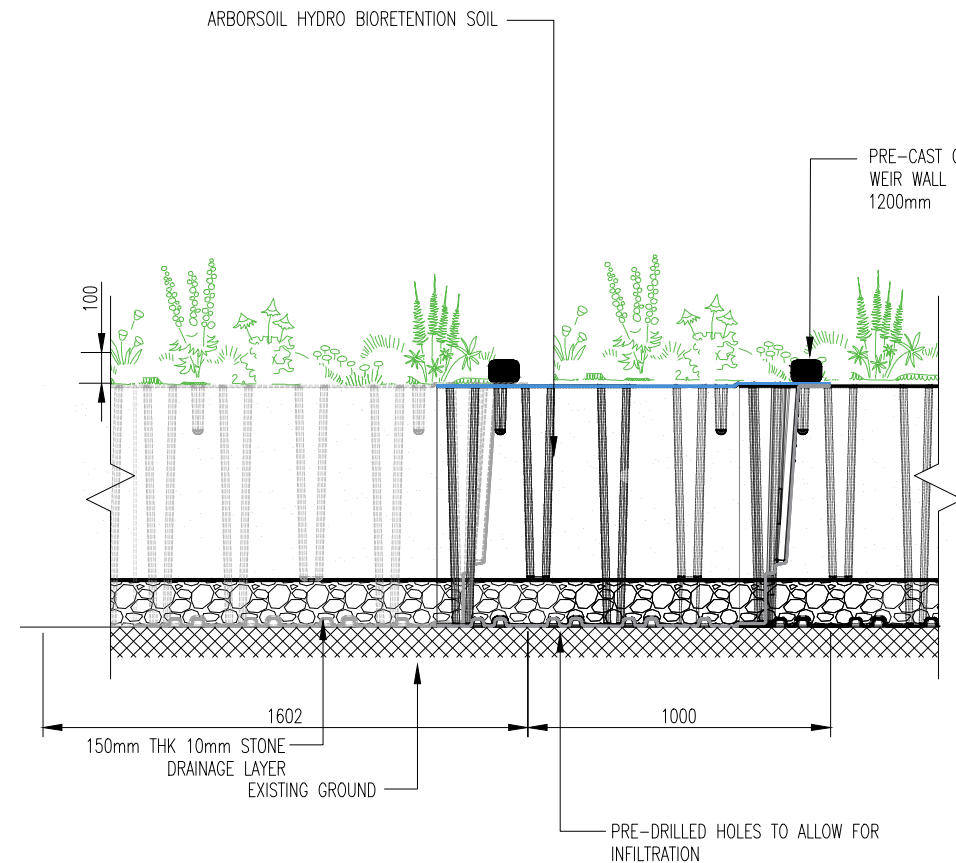 ARBORSOIL HYDRO BIORETENTION SOIL
PRE-CAST
WEIR WALL
1200mm
100
1602
1000
150mm THK 10mm STONE
DRAINAGE LAYER
EXISTING GROUND
PRE-DRILLED HOLES TO ALLOW FOR
INFILTRATION